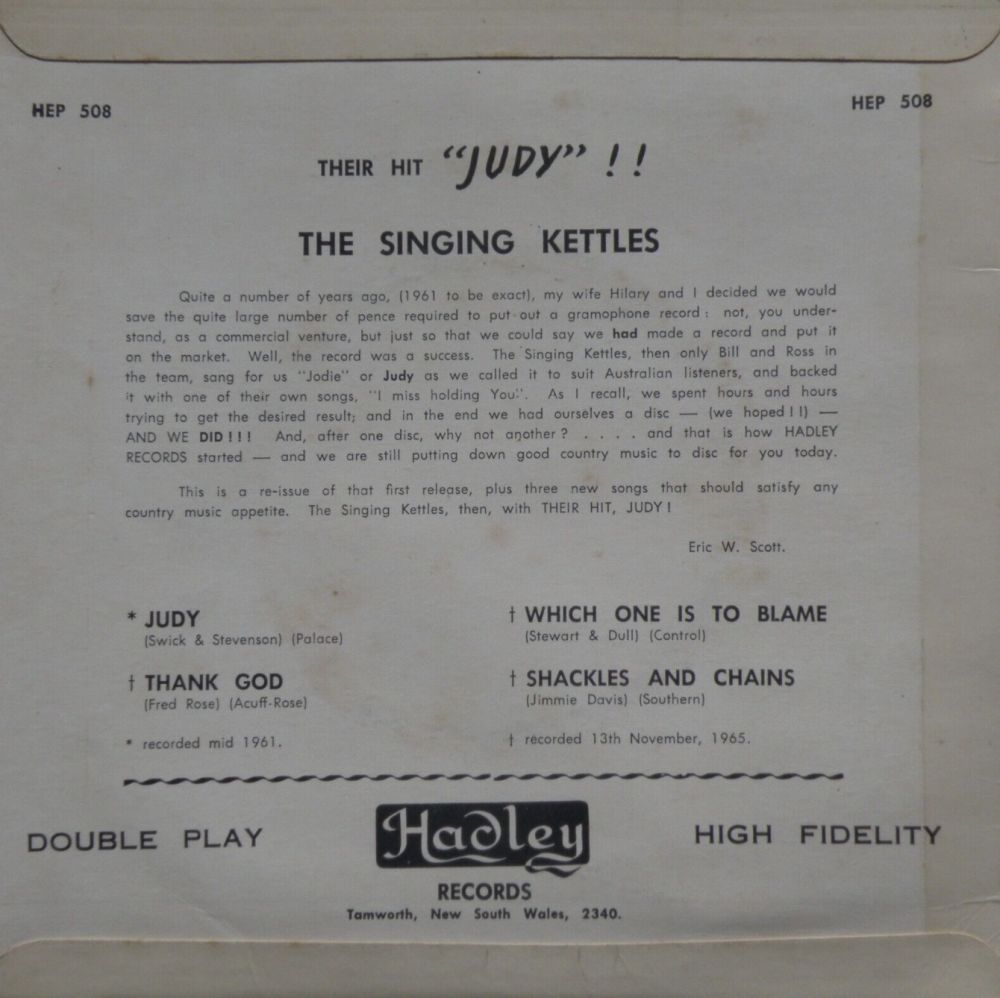 HEP 508
HEP 508
THEIR HIT "JUDY" ! !
THE SINGING KETTLES
Quite a number of years ago, (1961 to be exact), my wife Hilary and I decided we would
save the quite large number of pence required to put out a gramophone record : not, you under-
stand, as a commercial venture, but just so that we could say we had made a record and put it
on the market. Well, the record was a success. The Singing Kettles, then only Bill and Ross in
the team, sang for us "Jodie" or Judy as we called it to suit Australian listeners, and backed
it with one of their own songs, "I miss holding You". As I recall, we spent hours and hours
trying to get the desired result; and in the end we had ourselves a disc — (we hoped ! !) —
AND WE DID ! ! ! And, after one disc, why not another ? . . . . and that is how HADLEY
RECORDS started — and we are still putting down good country music to disc for you today.
This is a re-issue of that first release, plus three new songs that should satisfy any
country music appetite. The Singing Kettles, then, with THEIR HIT, JUDY !
Eric W. Scott.
* JUDY
(Swick & Stevenson) (Palace)
† THANK GOD
(Fred Rose) (Acuff-Rose)
* recorded mid 1961.
† WHICH ONE IS TO BLAME
(Stewart & Dull) (Control)
† SHACKLES AND CHAINS
(Jimmie Davis) (Southern)
† recorded 13th November, 1965.
DOUBLE PLAY
Hadley
RECORDS
Tamworth, New South Wales, 2340.
HIGH FIDELITY